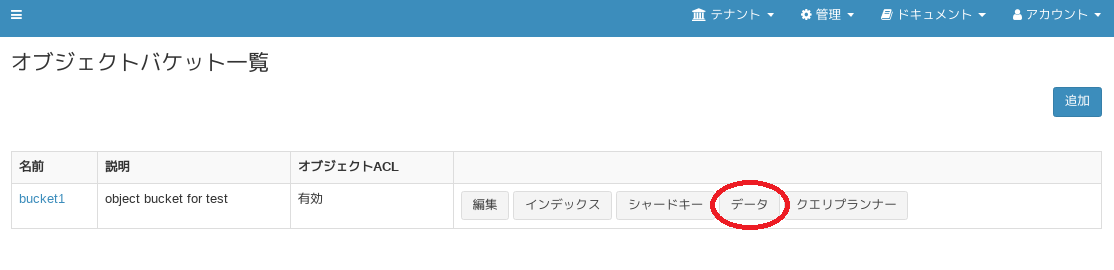 テナント 管理 ドキュメント アカウント
オブジェクトバケット一覧
追加
名前 説明 オブジェクトACL
bucket1 object bucket for test 有効 編集 インデックス シャードキー データ クエリプランナー